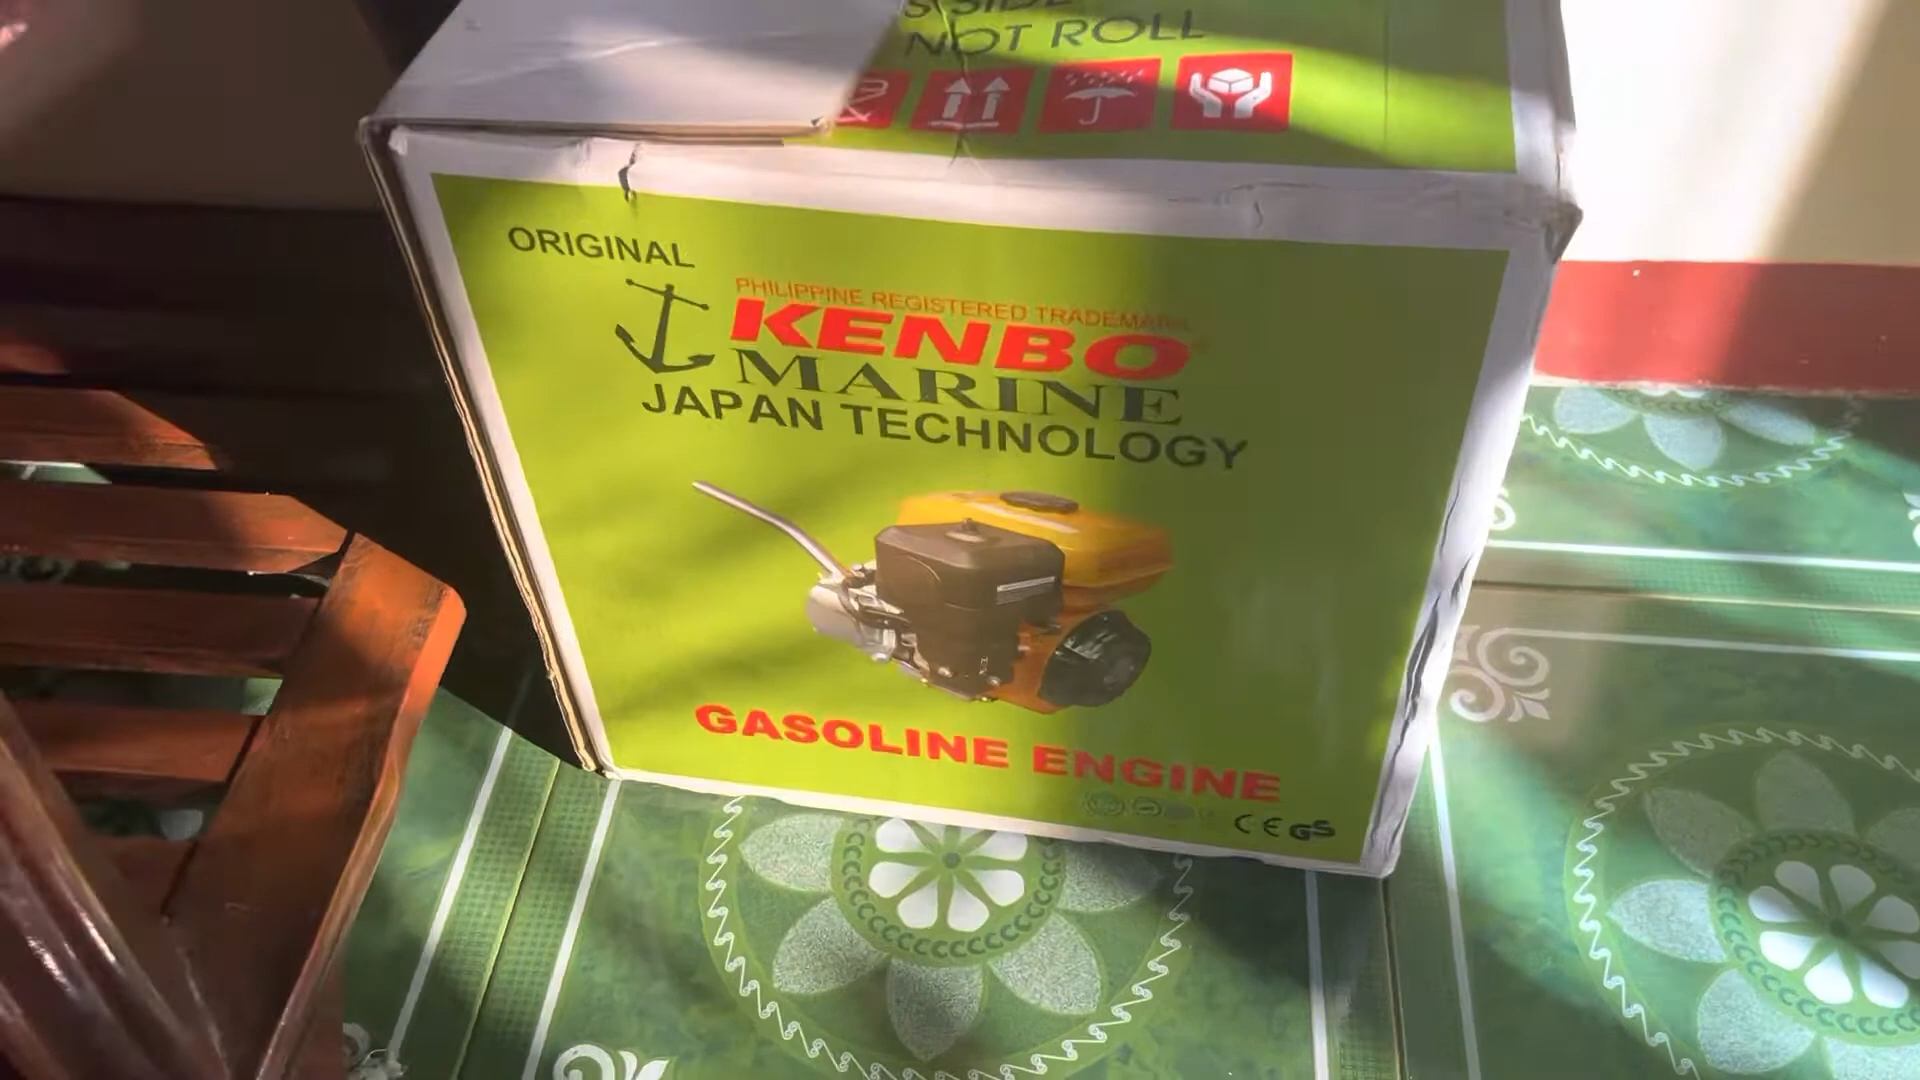 NOT ROLL
ORIGINAL
PHILIPPINE REGISTERED TRADEMARK
KENBO
MARINE
JAPAN TECHNOLOGY
GASOLINE ENGINE
CE GS